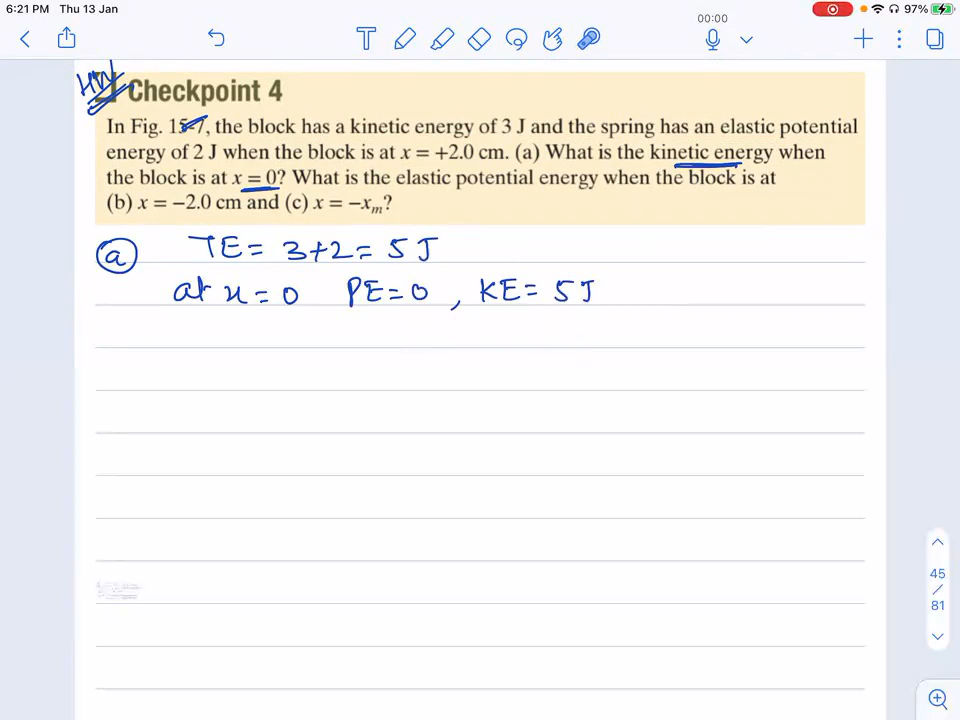 6:21 PM Thu 13 Jan
97%
00:00
HW
Checkpoint 4
In Fig. 15-7, the block has a kinetic energy of 3 J and the spring has an elastic potential
energy of 2 J when the block is at x = +2.0 cm. (a) What is the kinetic energy when
the block is at x = 0? What is the elastic potential energy when the block is at
(b) x = −2.0 cm and (c) x = −xm?
a TE = 3+2 = 5 J
at x = 0 PE = 0 , KE = 5 J
45
/
81